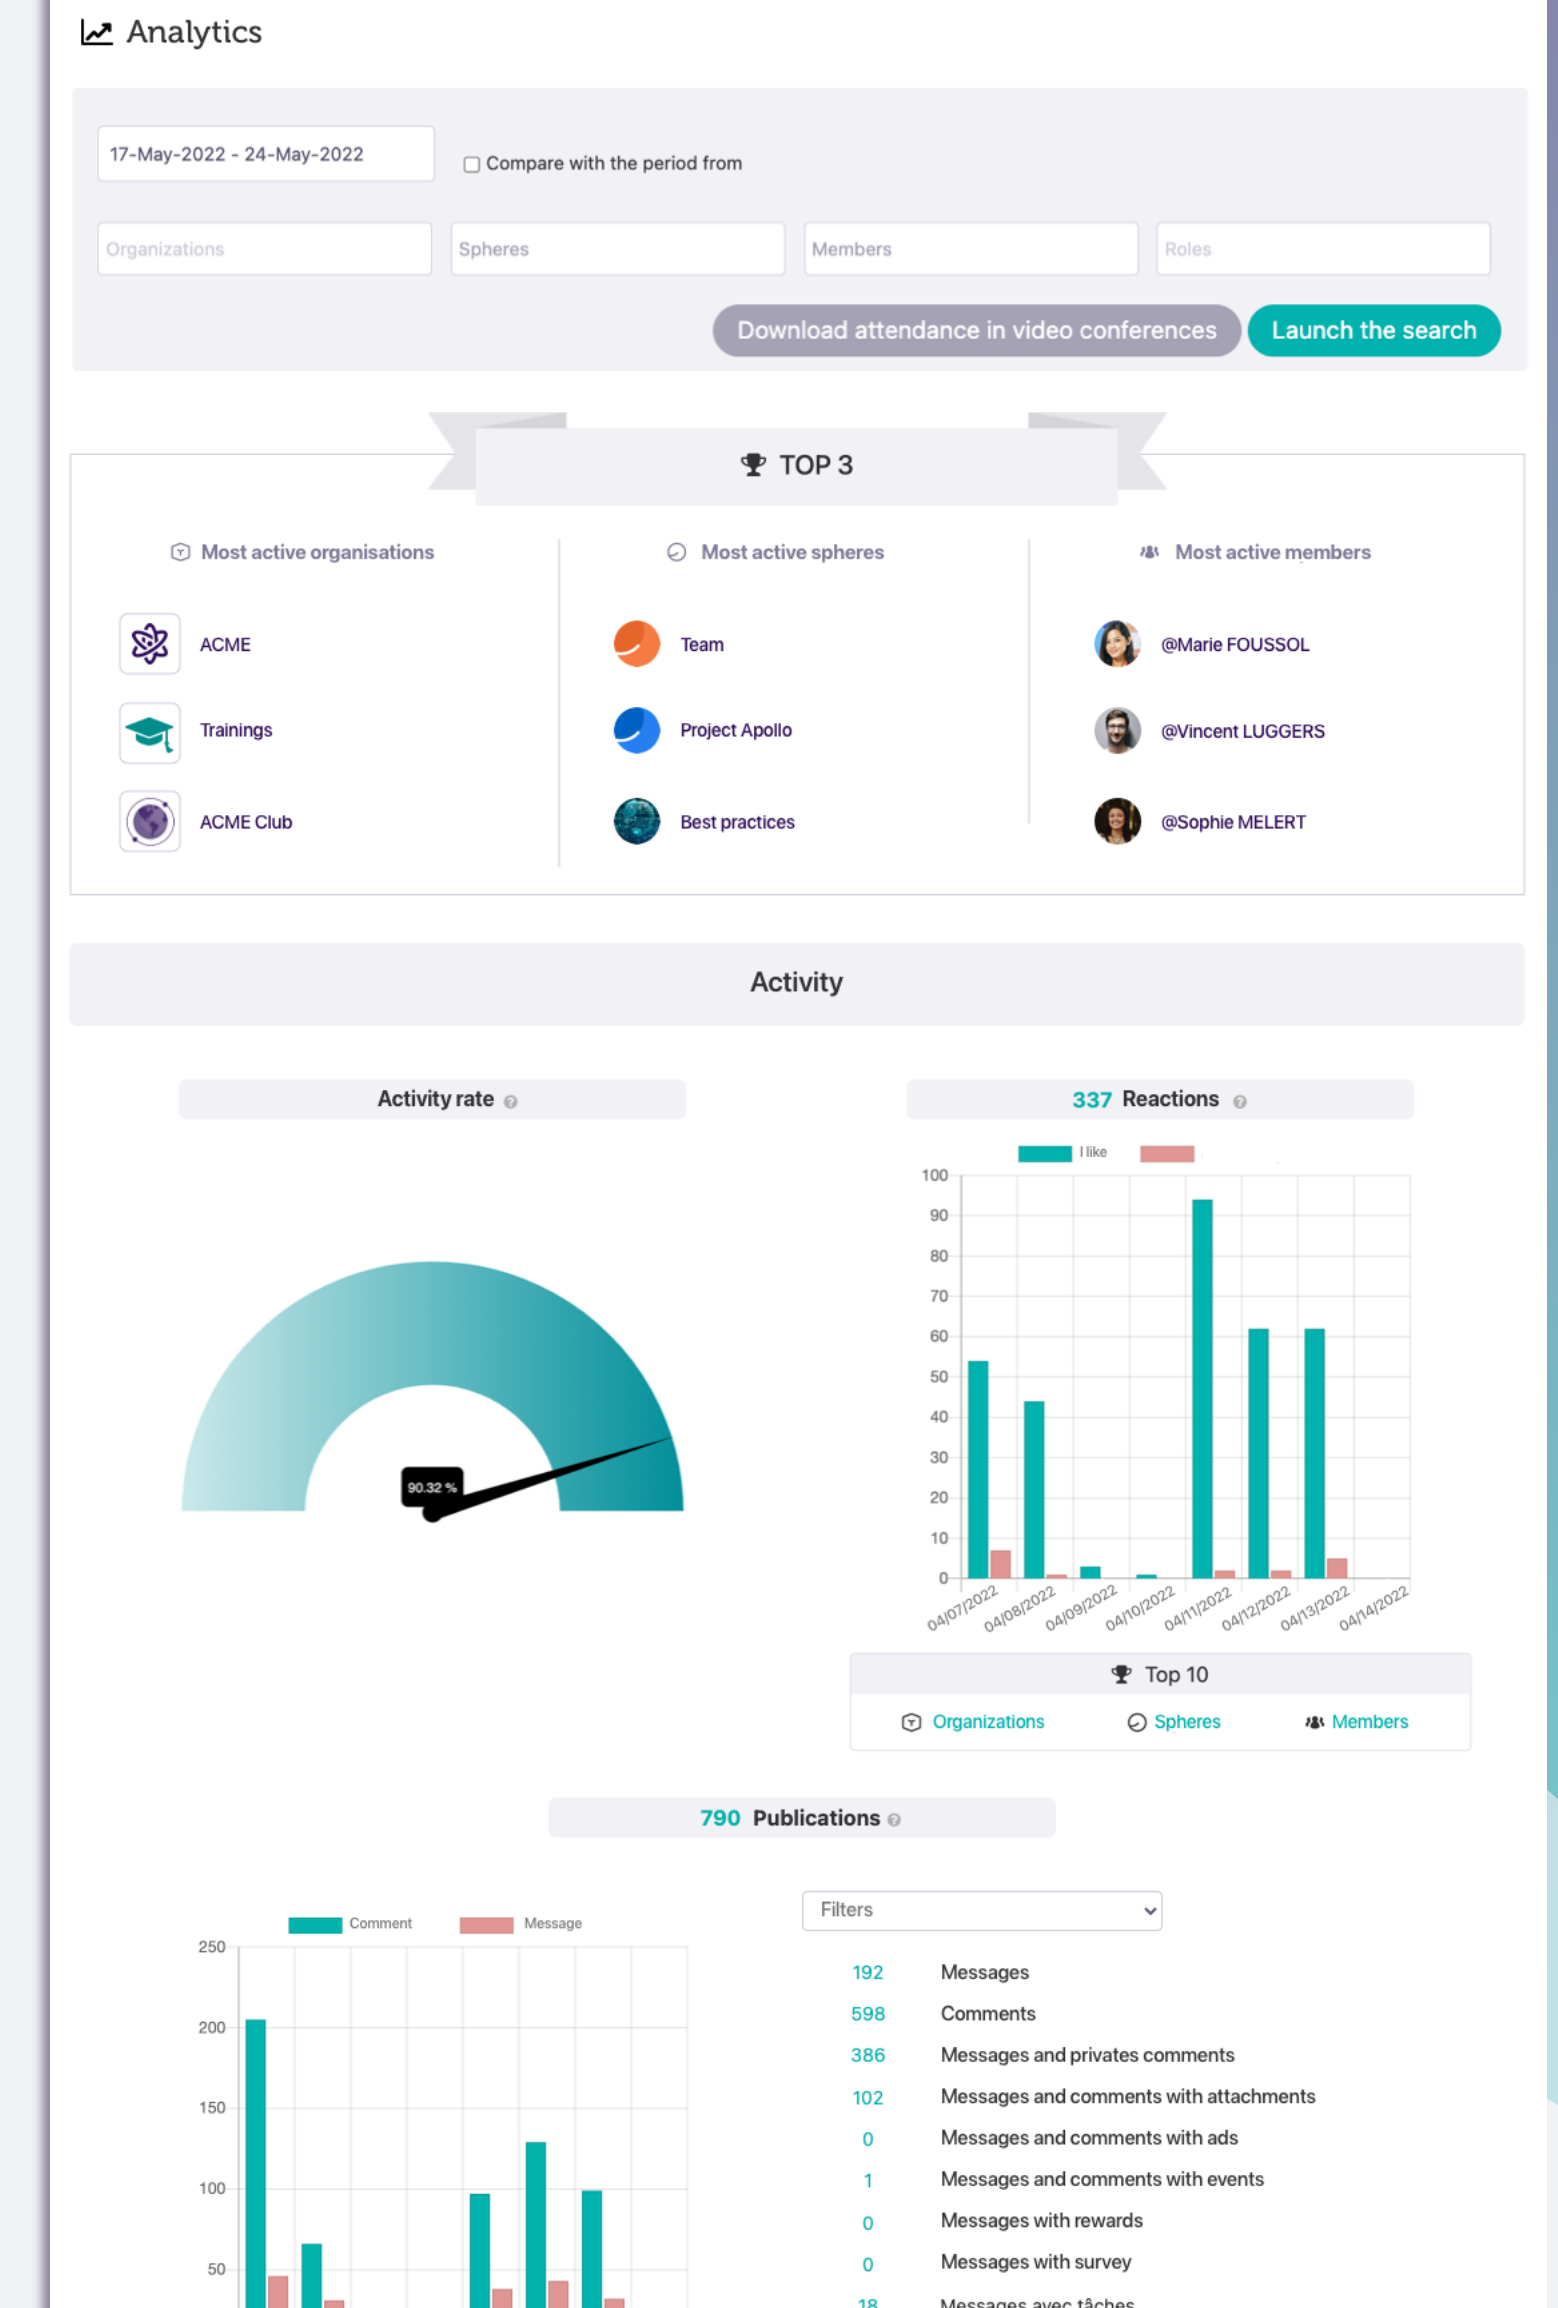 Analytics
17-May-2022 - 24-May-2022
Compare with the period from
Organizations
Spheres
Members
Roles
Download attendance in video conferences
Launch the search
TOP 3
Most active organisations
Most active spheres
Most active members
ACME
Team
@Marie FOUSSOL
Trainings
Project Apollo
@Vincent LUGGERS
ACME Club
Best practices
@Sophie MELERT
Activity
Activity rate
90.32 %
337 Reactions
I like
100
90
80
70
60
50
40
30
20
10
0
04/07/2022
04/08/2022
04/09/2022
04/10/2022
04/11/2022
04/12/2022
04/13/2022
04/14/2022
Top 10
Organizations
Spheres
Members
790 Publications
Comment
Message
250
200
150
100
50
Filters
192 Messages
598 Comments
386 Messages and privates comments
102 Messages and comments with attachments
0 Messages and comments with ads
1 Messages and comments with events
0 Messages with rewards
0 Messages with survey
18 Messages avec tâches